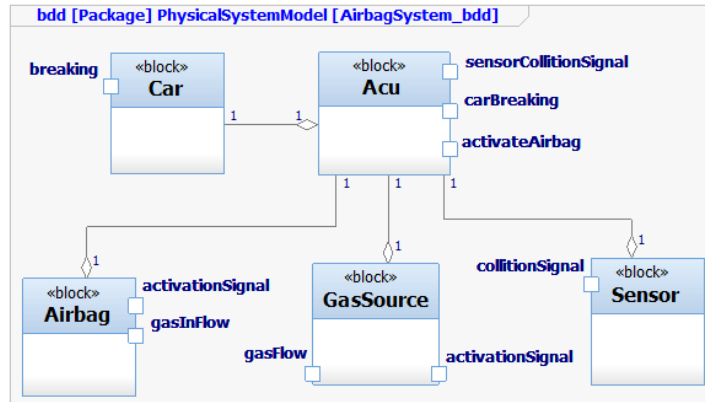 bdd [Package] PhysicalSystemModel [AirbagSystem_bdd]
breaking
«block»
Car
1
1
«block»
Acu
sensorCollitionSignal
carBreaking
activateAirbag
1
1
1
1
1
1
«block»
Airbag
activationSignal
gasInFlow
«block»
GasSource
gasFlow
activationSignal
collitionSignal
«block»
Sensor